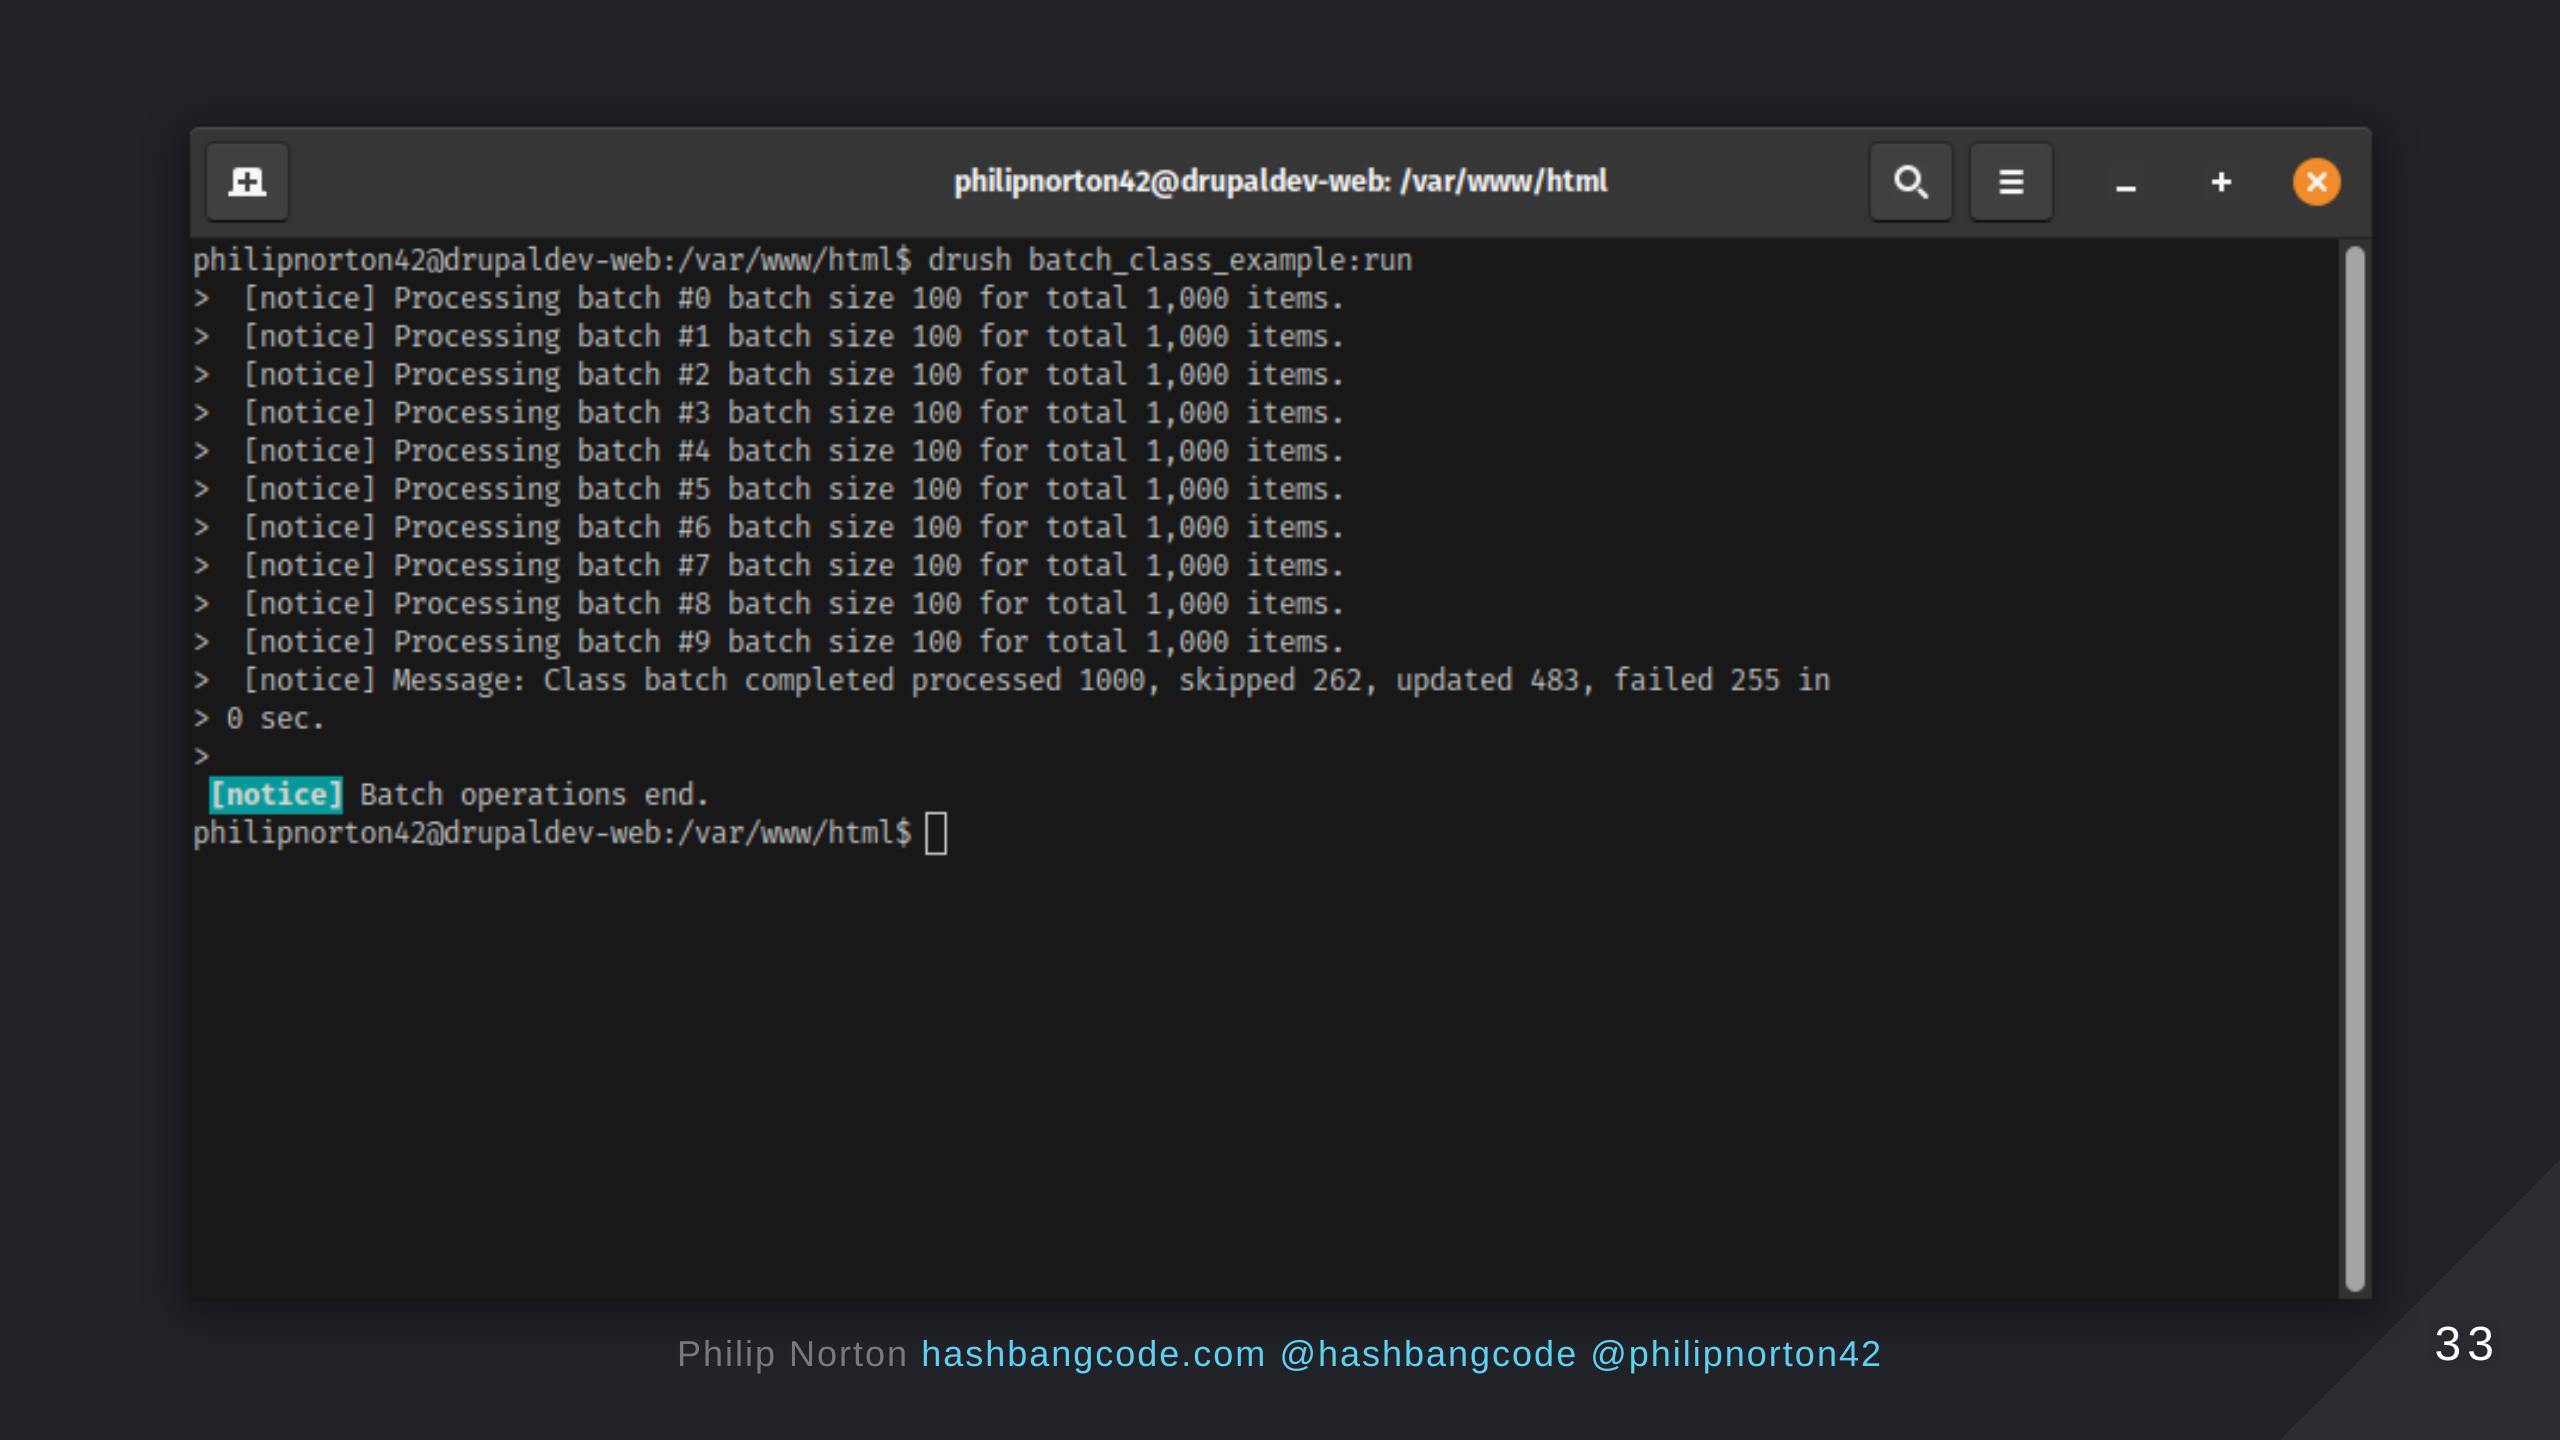 philipnorton42@drupaldev-web: /var/www/html
philipnorton42@drupaldev-web:/var/www/html$ drush batch_class_example:run
>  [notice] Processing batch #0 batch size 100 for total 1,000 items.
>  [notice] Processing batch #1 batch size 100 for total 1,000 items.
>  [notice] Processing batch #2 batch size 100 for total 1,000 items.
>  [notice] Processing batch #3 batch size 100 for total 1,000 items.
>  [notice] Processing batch #4 batch size 100 for total 1,000 items.
>  [notice] Processing batch #5 batch size 100 for total 1,000 items.
>  [notice] Processing batch #6 batch size 100 for total 1,000 items.
>  [notice] Processing batch #7 batch size 100 for total 1,000 items.
>  [notice] Processing batch #8 batch size 100 for total 1,000 items.
>  [notice] Processing batch #9 batch size 100 for total 1,000 items.
>  [notice] Message: Class batch completed processed 1000, skipped 262, updated 483, failed 255 in
> 0 sec.
>
[notice] Batch operations end.
philipnorton42@drupaldev-web:/var/www/html$
Philip Norton hashbangcode.com @hashbangcode @philipnorton42
33